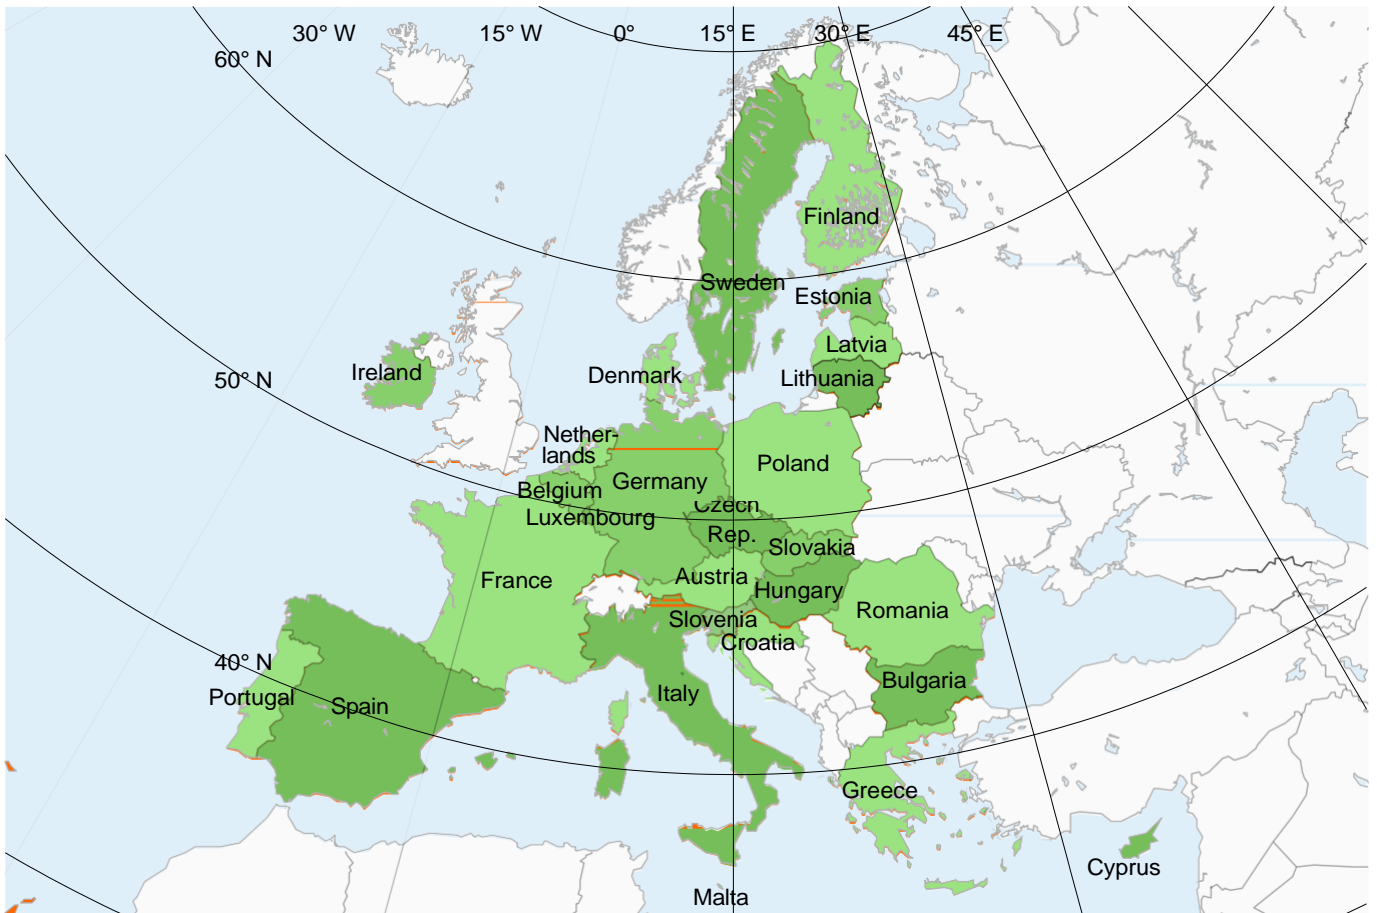 30° W
15° W
0°
15° E
30° E
45° E
60° N
Finland
Sweden
Estonia
Latvia
Ireland
Denmark
Lithuania
50° N
Nether-
lands
Poland
Germany
Belgium
Czech
Luxembourg
Rep.
Slovakia
France
Austria
Hungary
Romania
Slovenia
Croatia
40° N
Bulgaria
Portugal
Spain
Italy
Greece
Cyprus
Malta